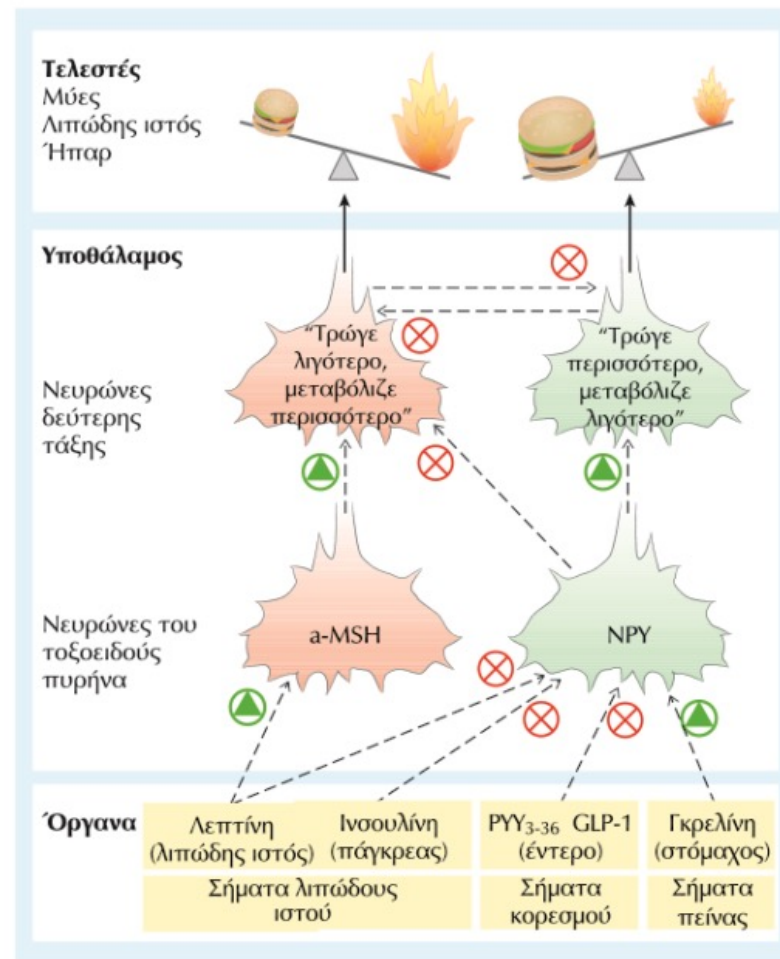 Τελεστές
Μύες
Λιπώδης ιστός
Ήπαρ
Υποθάλαμος
“Τρώγε
λιγότερο,
μεταβόλιζε
περισσότερο”
“Τρώγε
περισσότερο,
μεταβόλιζε
λιγότερο”
Νευρώνες
δεύτερης
τάξης
a-MSH
NPY
Νευρώνες του
τοξοειδούς
πυρήνα
Όργανα
Λεπτίνη
(λιπώδης ιστός)
Ινσουλίνη
(πάγκρεας)
PYY3-36 GLP-1
(έντερο)
Γκρελίνη
(στόμαχος)
Σήματα λιπώδους
ιστού
Σήματα
κορεσμού
Σήματα
πείνας